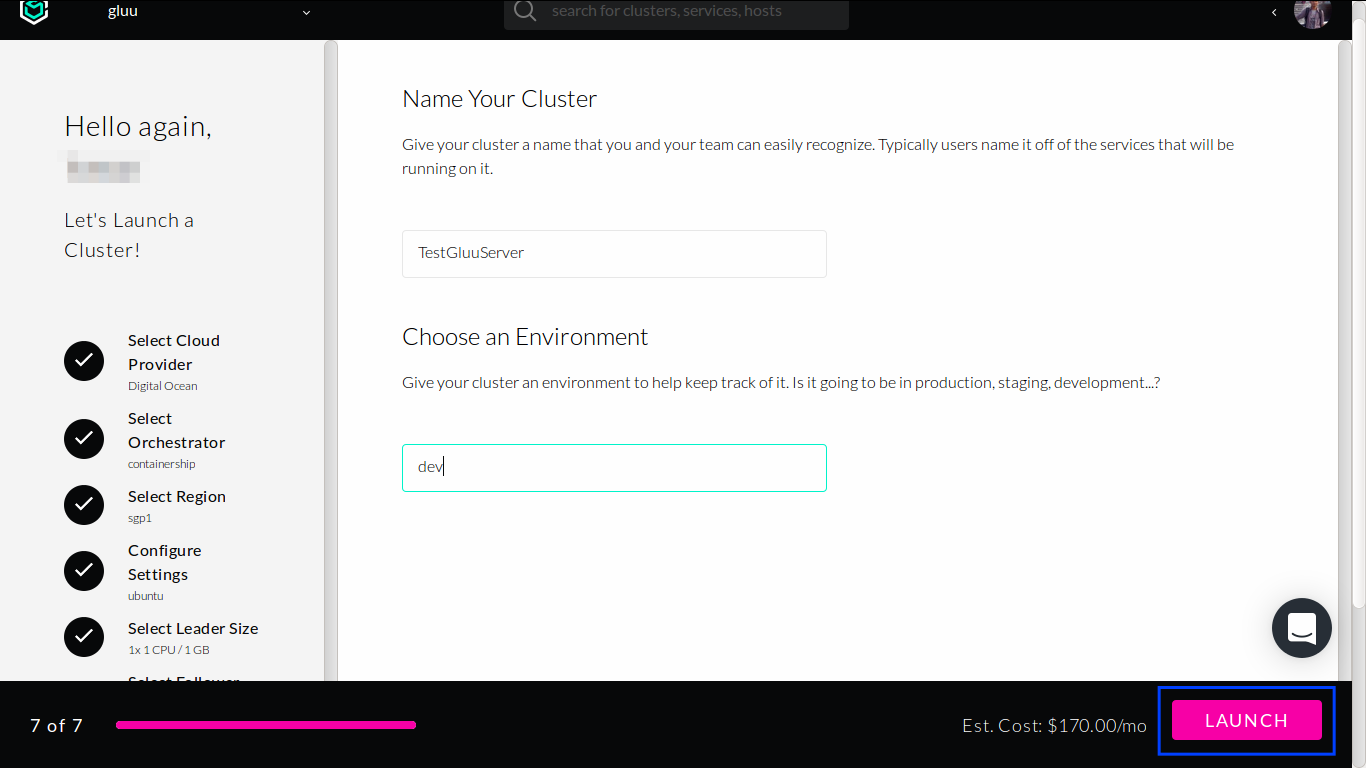 gluu
search for clusters, services, hosts
Hello again,
Let's Launch a
Cluster!
Select Cloud
Provider
Digital Ocean
Select
Orchestrator
containership
Select Region
sgp1
Configure
Settings
ubuntu
Select Leader Size
1x 1 CPU / 1 GB
Select Follower
Name Your Cluster
Give your cluster a name that you and your team can easily recognize. Typically users name it off of the services that will be
running on it.
TestGluuServer
Choose an Environment
Give your cluster an environment to help keep track of it. Is it going to be in production, staging, development...?
dev
7 of 7
Est. Cost: $170.00/mo
LAUNCH